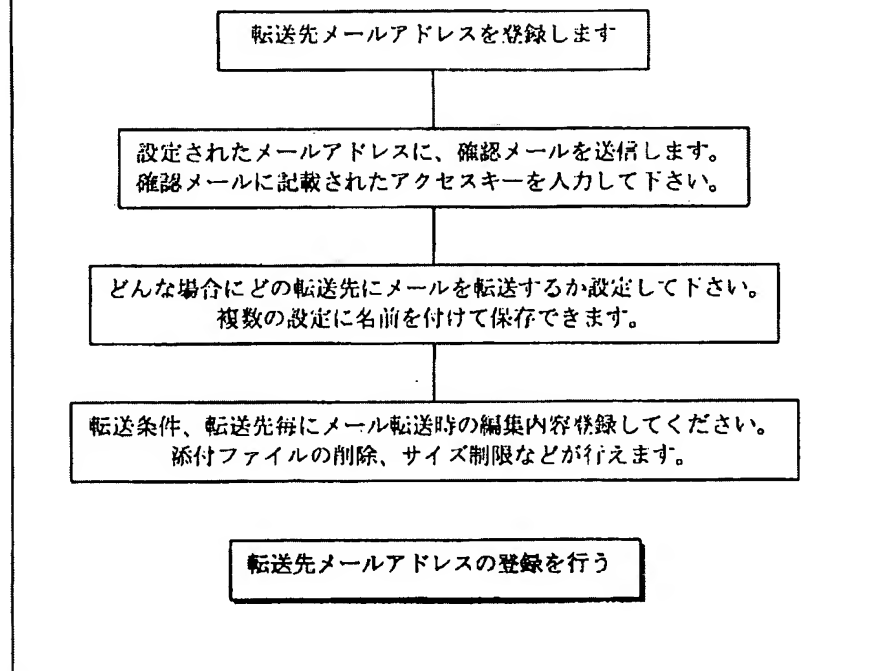 転送先メールアドレスを登録します
設定されたメールアドレスに、確認メールを送信します。
確認メールに記載されたアクセスキーを入力して下さい。
どんな場合にどの転送先にメールを転送するか設定して下さい。
複数の設定に名前を付けて保存できます。
転送条件、転送先毎にメール転送時の編集内容登録してください。
添付ファイルの削除、サイズ制限などが行えます。
転送先メールアドレスの登録を行う